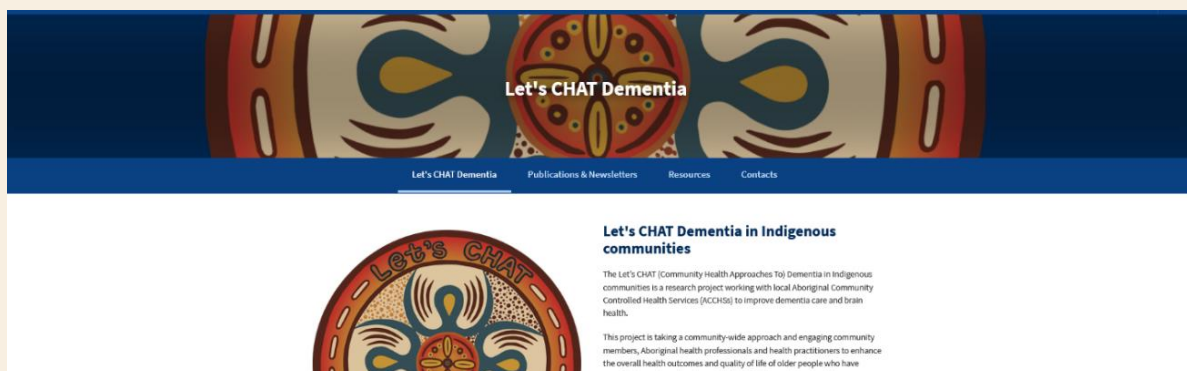 Let's CHAT Dementia
Let's CHAT Dementia Publications & Newsletters Resources Contacts
Let's CHAT
Let's CHAT Dementia in Indigenous
communities
The Let's CHAT (Community Health Approaches To) Dementia in Indigenous
communities is a research project working with local Aboriginal Community
Controlled Health Services (ACCHSs) to improve dementia care and brain
health.
This project is taking a community-wide approach and engaging community
members, Aboriginal health professionals and health practitioners to enhance
the overall health outcomes and quality of life of older people who have